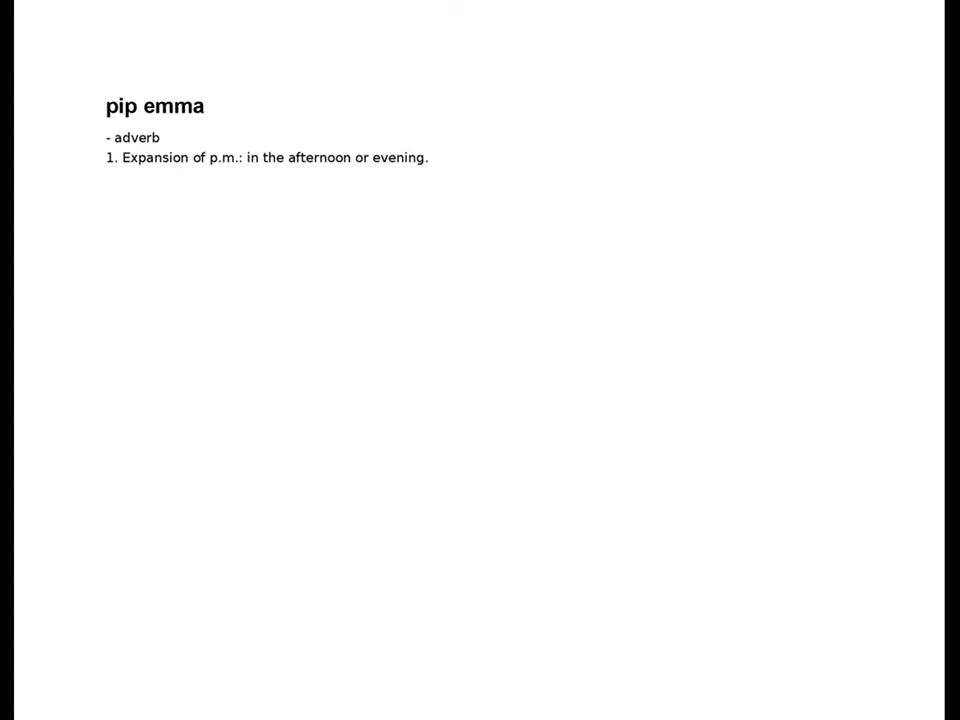 pip emma
- adverb
1. Expansion of p.m.: in the afternoon or evening.